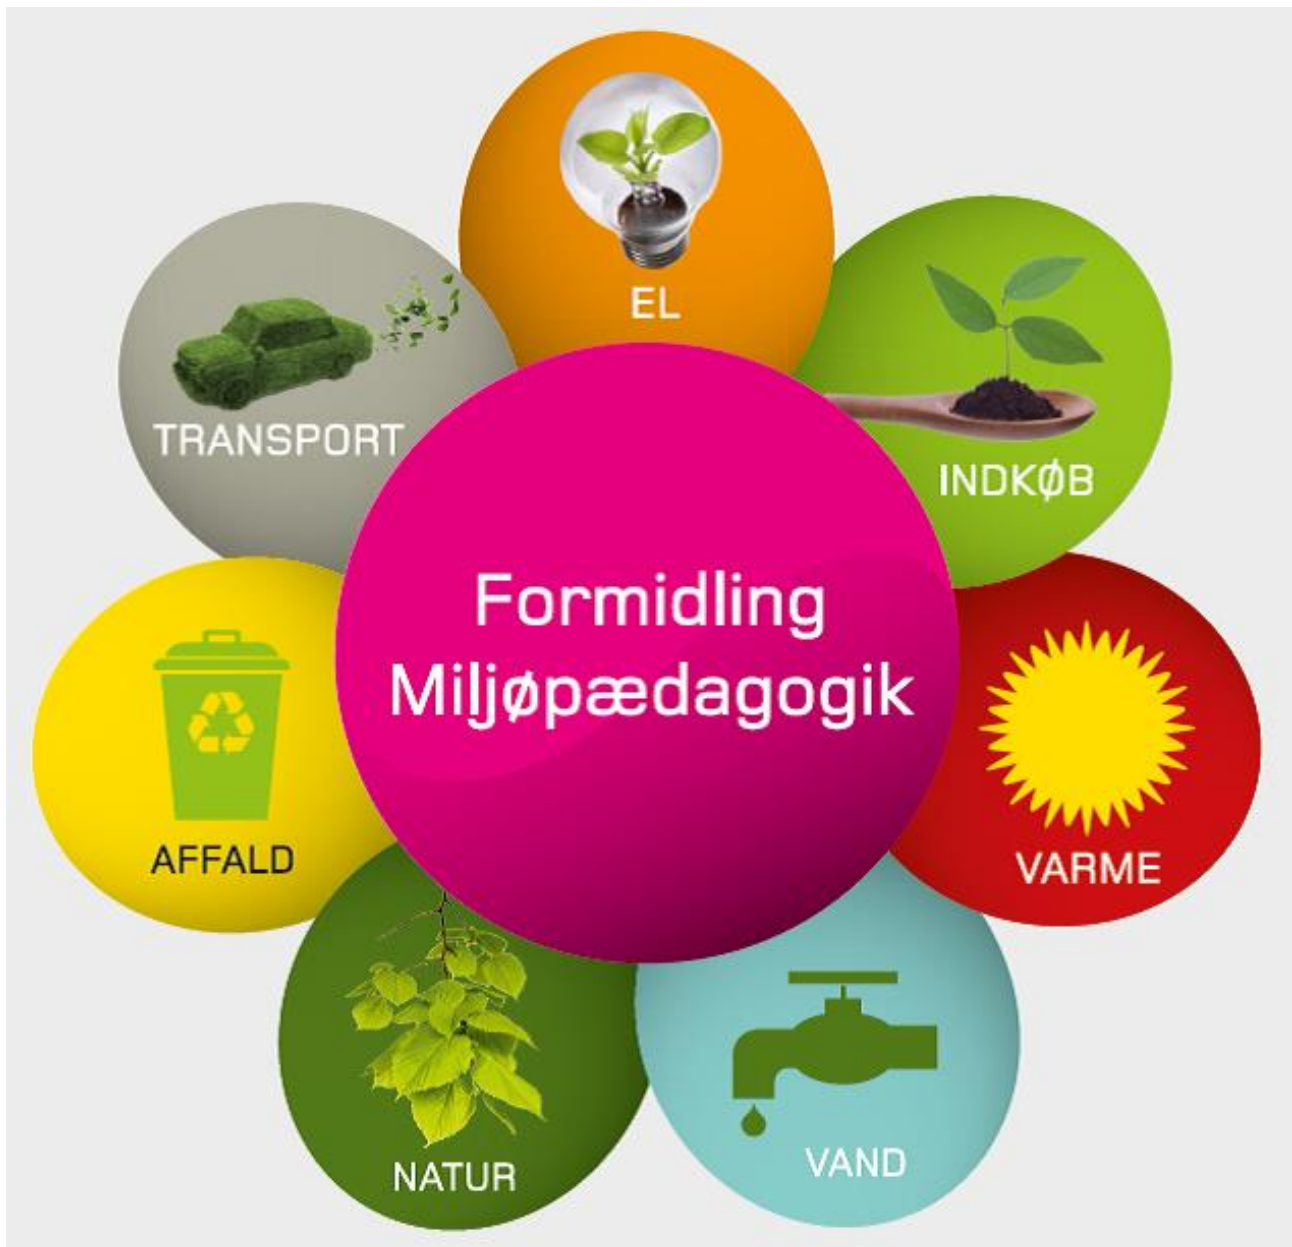 EL
INDKØB
TRANSPORT
Formidling
Miljøpædagogik
AFFALD
VARME
NATUR
VAND